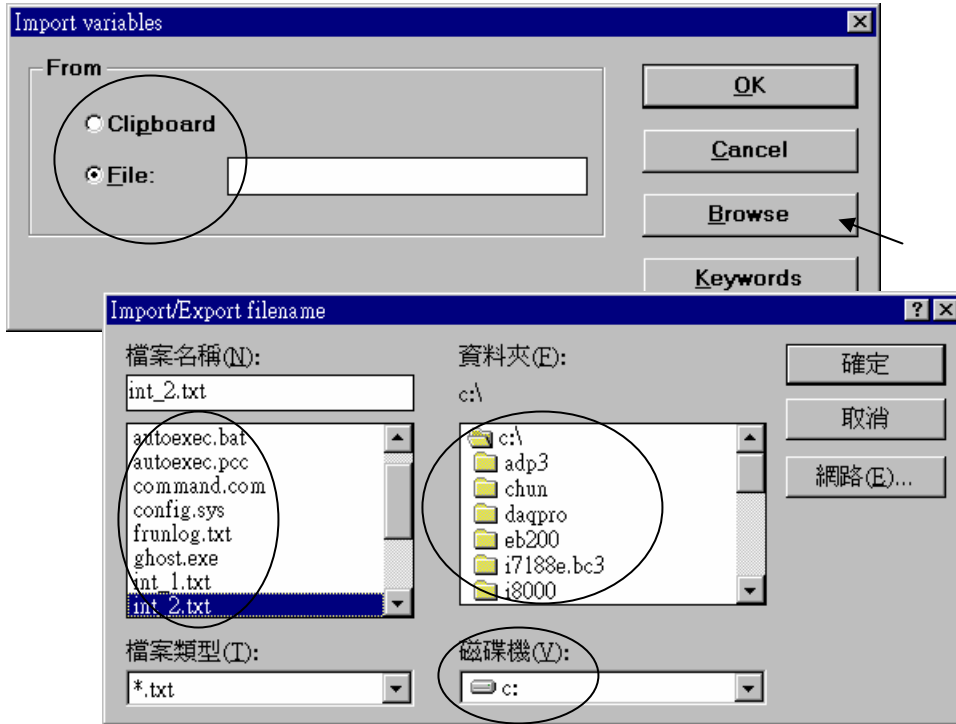 Import variables
From
Clipboard
File:
OK
Cancel
Browse
Keywords
Import/Export filename
檔案名稱(N):
int_2.txt
autoexec.bat
autoexec.pcc
command.com
config.sys
frunlog.txt
ghost.exe
int_1.txt
int_2.txt
檔案類型(T):
*.txt
資料夾(F):
c:\
c:\
adp3
chun
daqpro
eb200
i7188e.bc3
i8000
磁碟機(V):
c:
確定
取消
網路(E)...